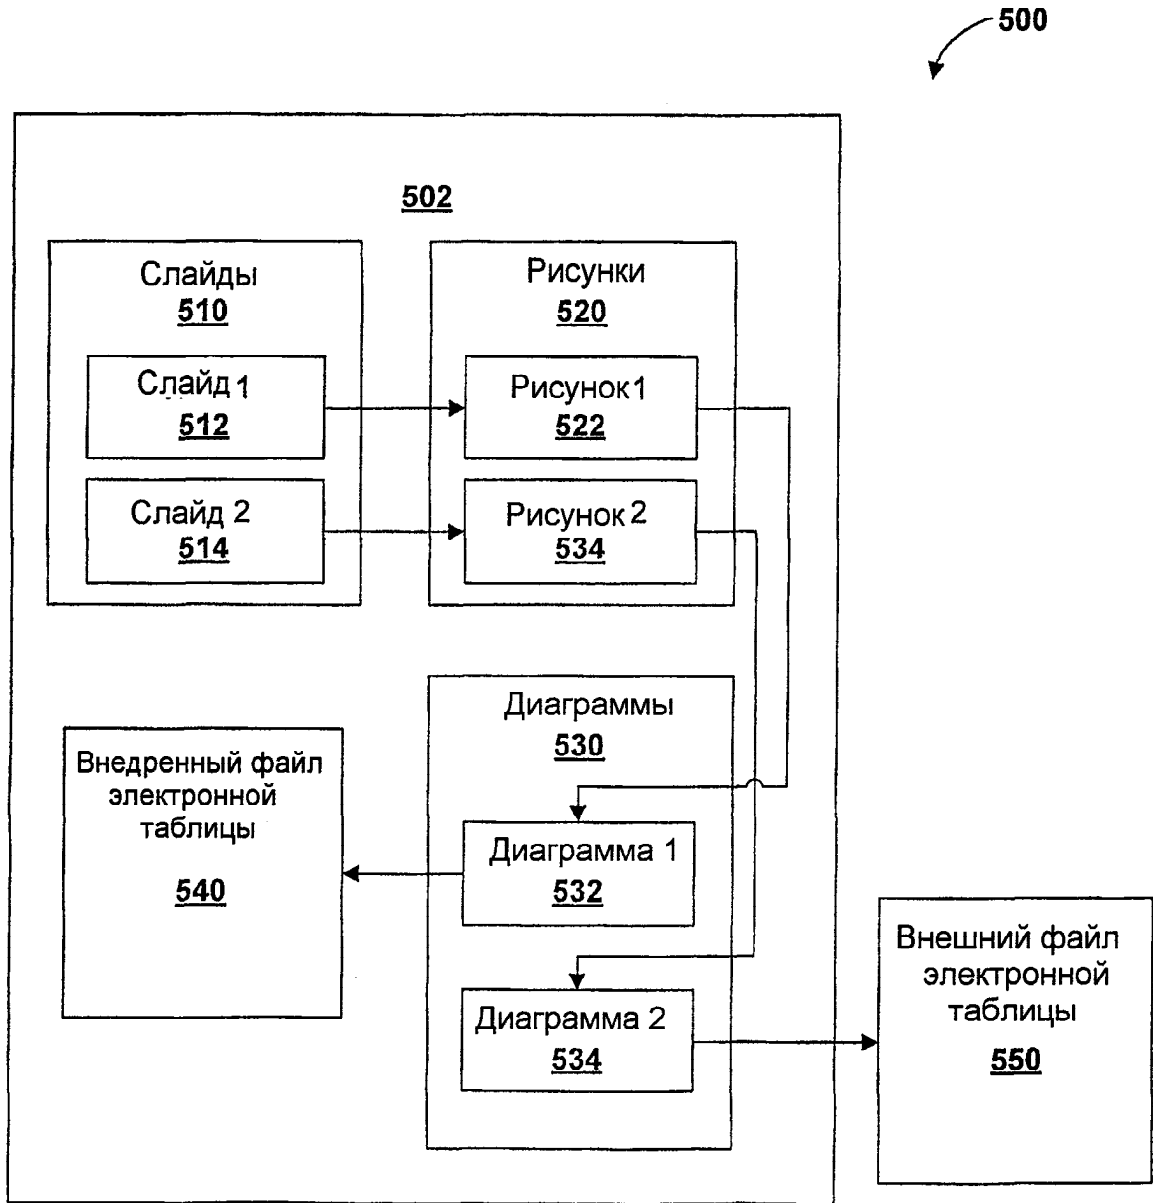 500
502
Слайды
510
Слайд 1
512
Слайд 2
514
Рисунки
520
Рисунок 1
522
Рисунок 2
534
Диаграммы
530
Диаграмма 1
532
Диаграмма 2
534
Внедренный файл
электронной
таблицы
540
Внешний файл
электронной
таблицы
550